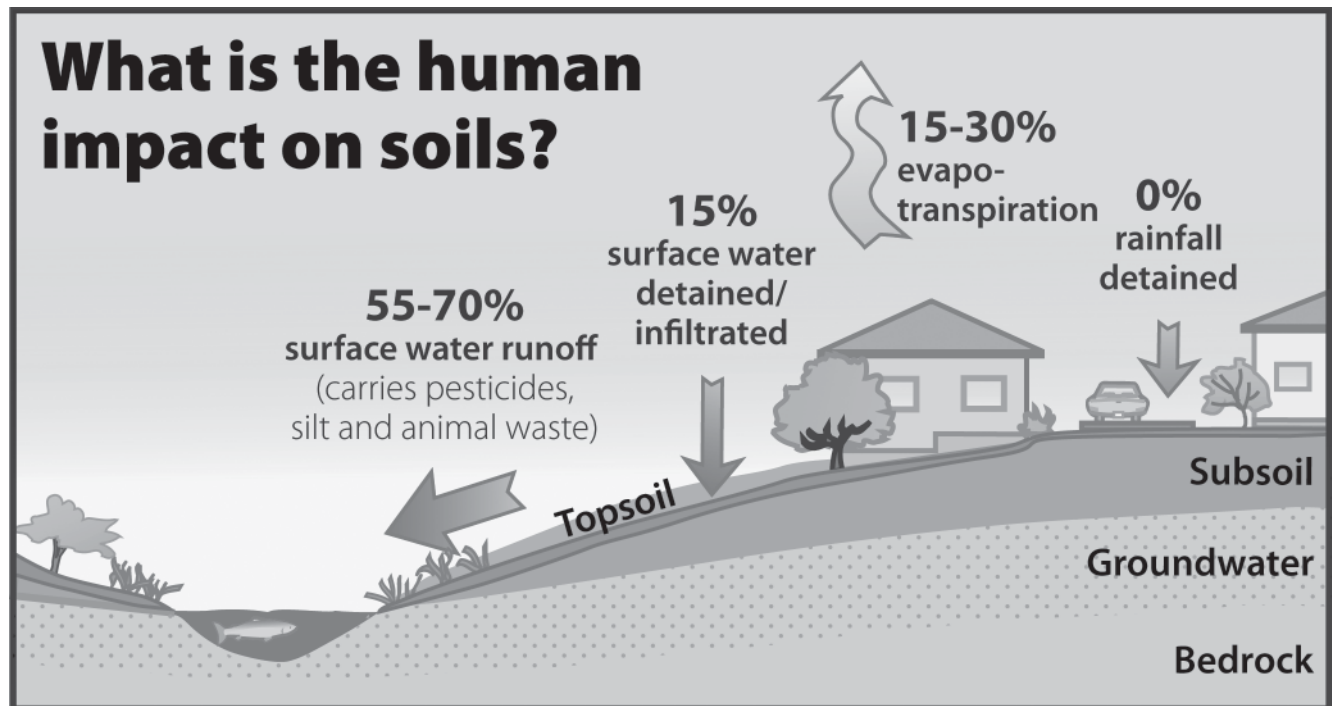 What is the human
impact on soils?
15-30%
evapo-
transpiration
0%
rainfall
detained
15%
surface water
detained/
infiltrated
55-70%
surface water runoff
(carries pesticides,
silt and animal waste)
Topsoil
Subsoil
Groundwater
Bedrock